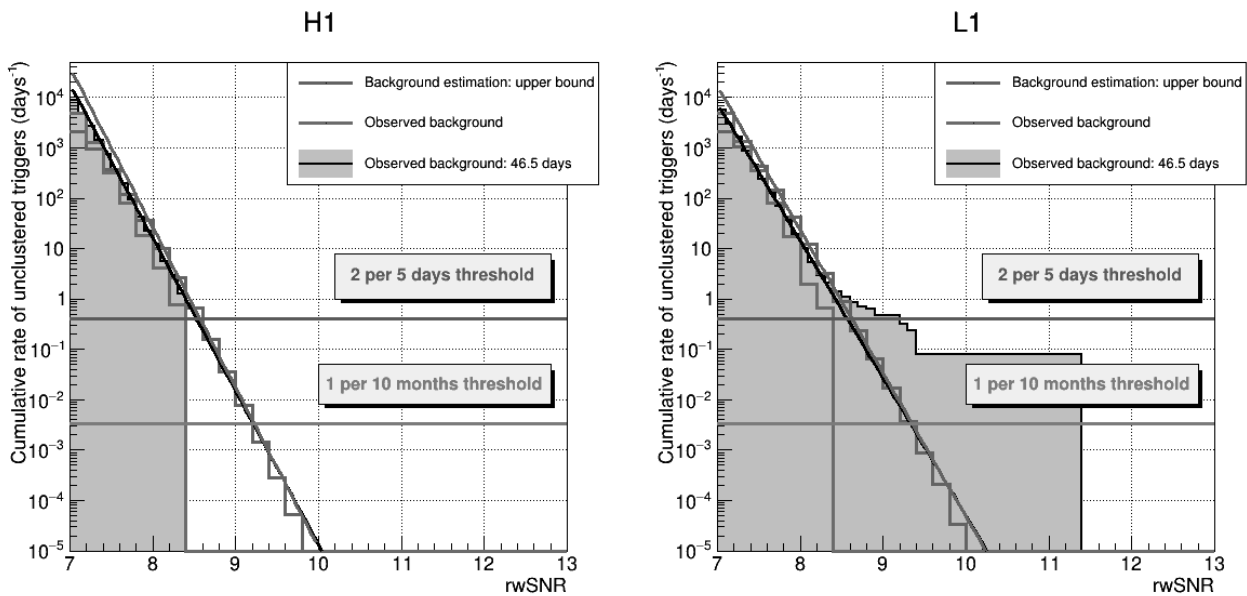 H1
Cumulative rate of unclustered triggers (days⁻¹)
Background estimation: upper bound
Observed background
Observed background: 46.5 days
2 per 5 days threshold
1 per 10 months threshold
10⁴
10³
10²
10
1
10⁻¹
10⁻²
10⁻³
10⁻⁴
10⁻⁵
7 8 9 10 11 12 13
rwSNR
L1
Cumulative rate of unclustered triggers (days⁻¹)
Background estimation: upper bound
Observed background
Observed background: 46.5 days
2 per 5 days threshold
1 per 10 months threshold
10⁴
10³
10²
10
1
10⁻¹
10⁻²
10⁻³
10⁻⁴
10⁻⁵
7 8 9 10 11 12 13
rwSNR